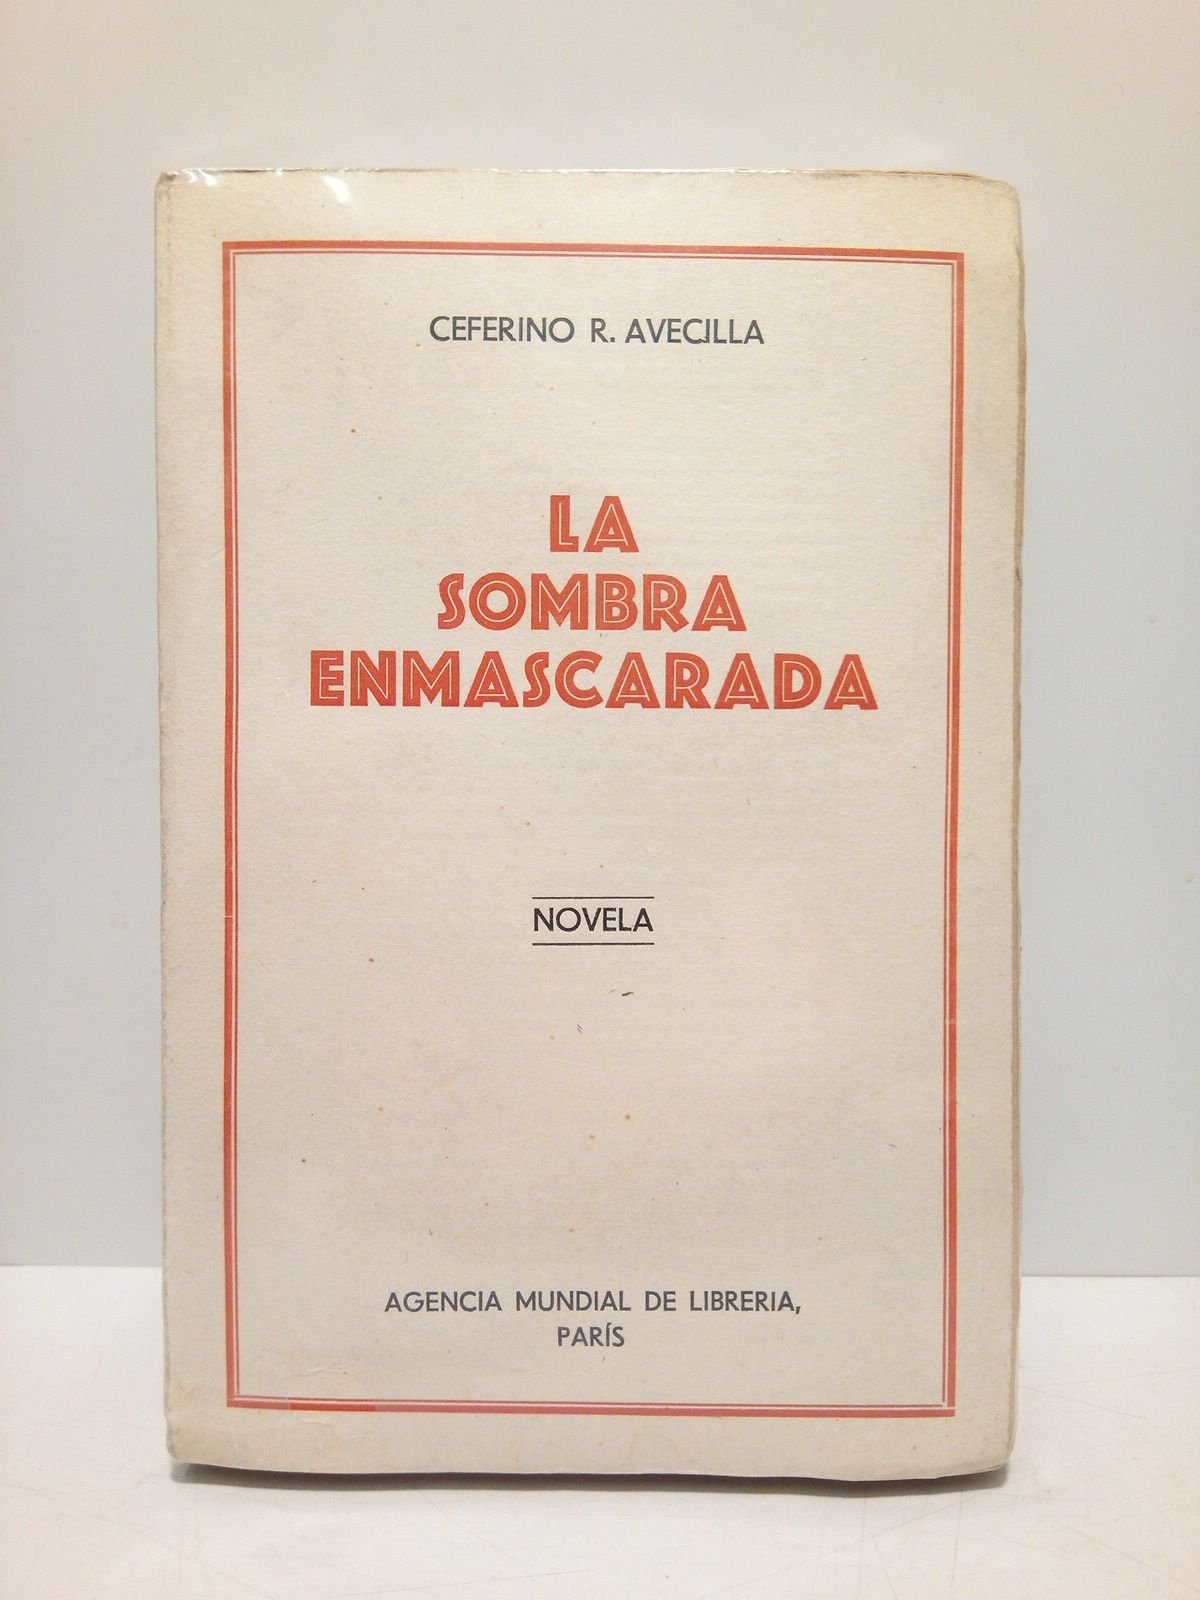 CEFERINO R. AVECILLA
LA
SOMBRA
ENMASCARADA
NOVELA
AGENCIA MUNDIAL DE LIBRERIA,
PARÍS